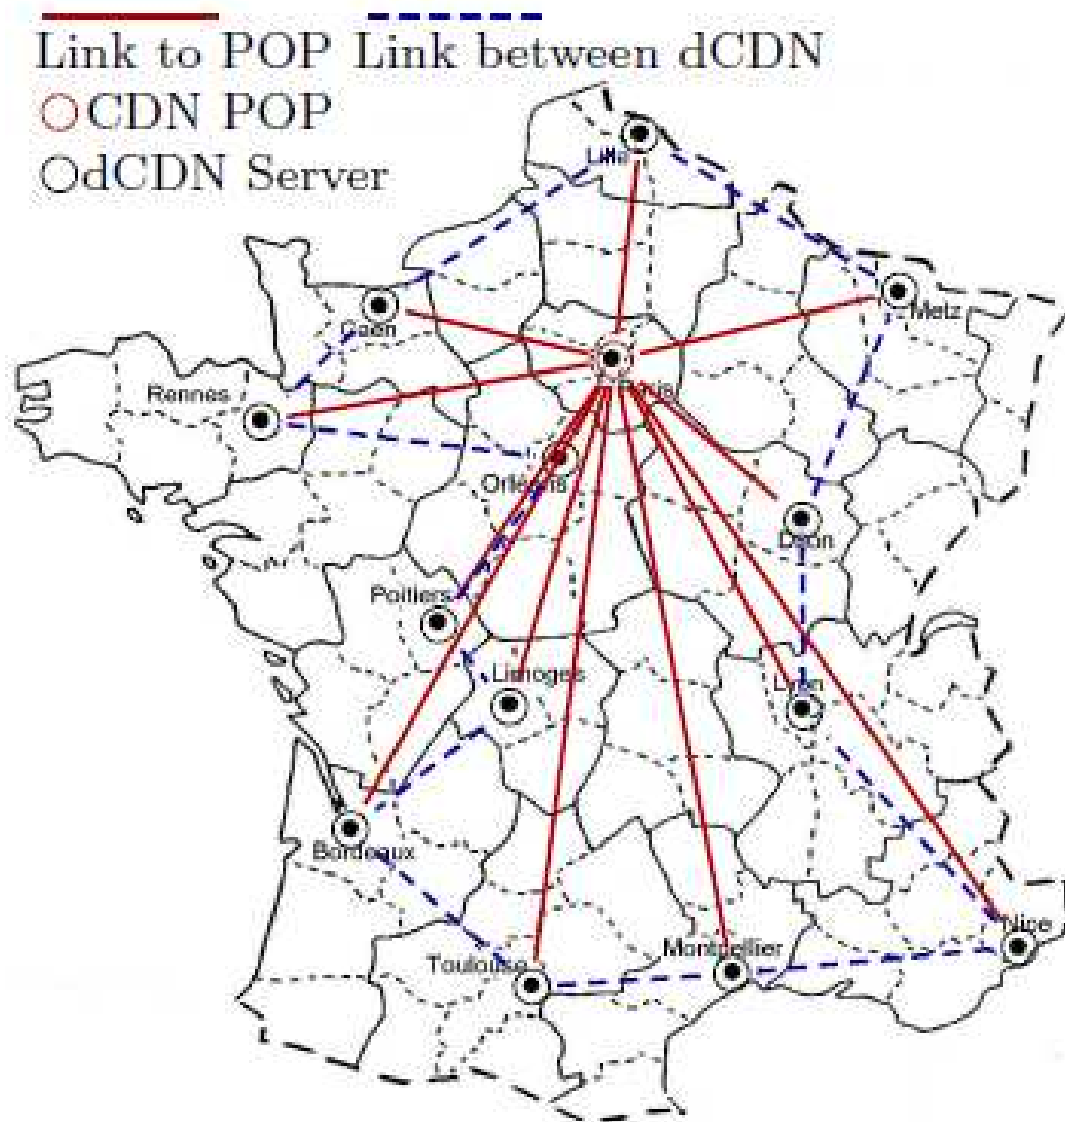 Link to POP Link between dCDN
CDN POP
dCDN Server
Lille
Caen
Metz
Rennes
Paris
Orléans
Dijon
Poitiers
Limoges
Lyon
Bordeaux
Nice
Montpellier
Toulouse